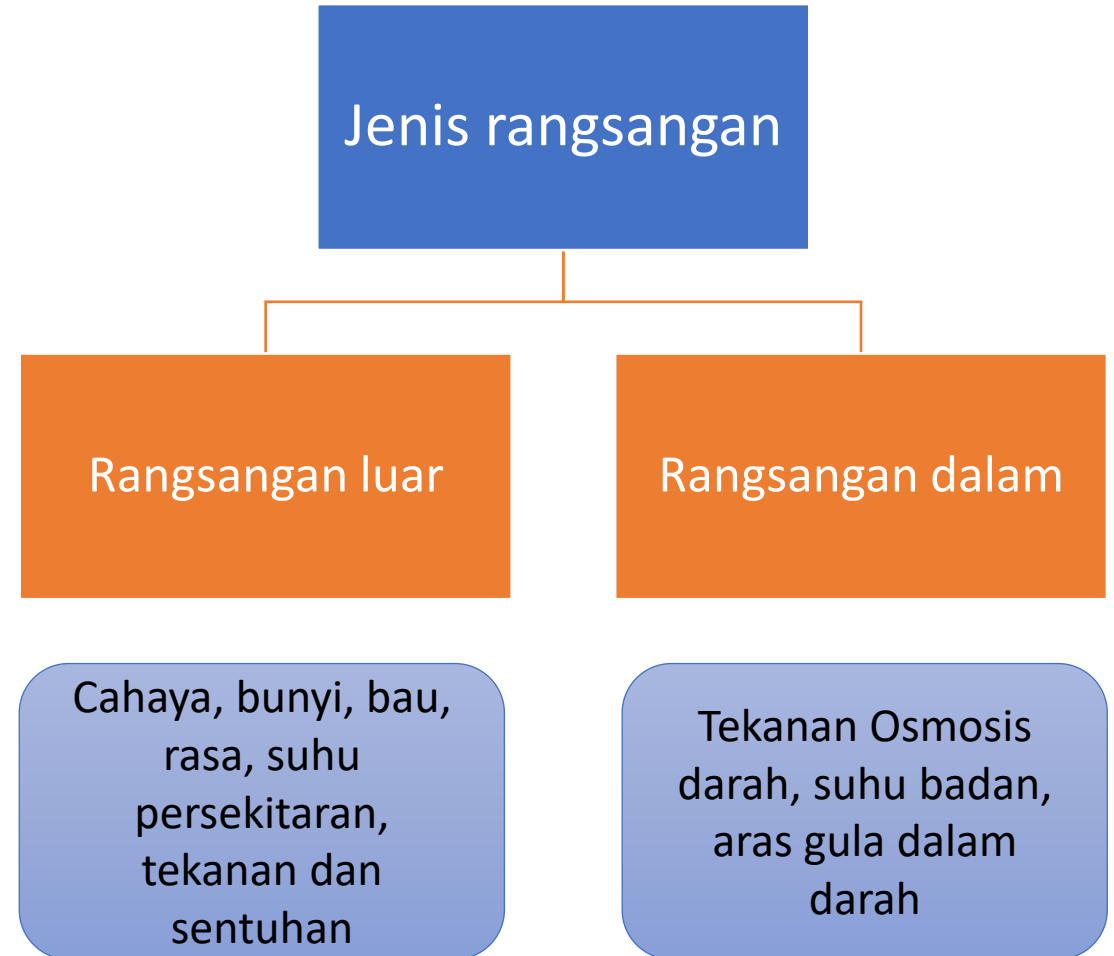 Jenis rangsangan
Rangsangan luar
Rangsangan dalam
Cahaya, bunyi, bau,
rasa, suhu
persekitaran,
tekanan dan
sentuhan
Tekanan Osmosis
darah, suhu badan,
aras gula dalam
darah